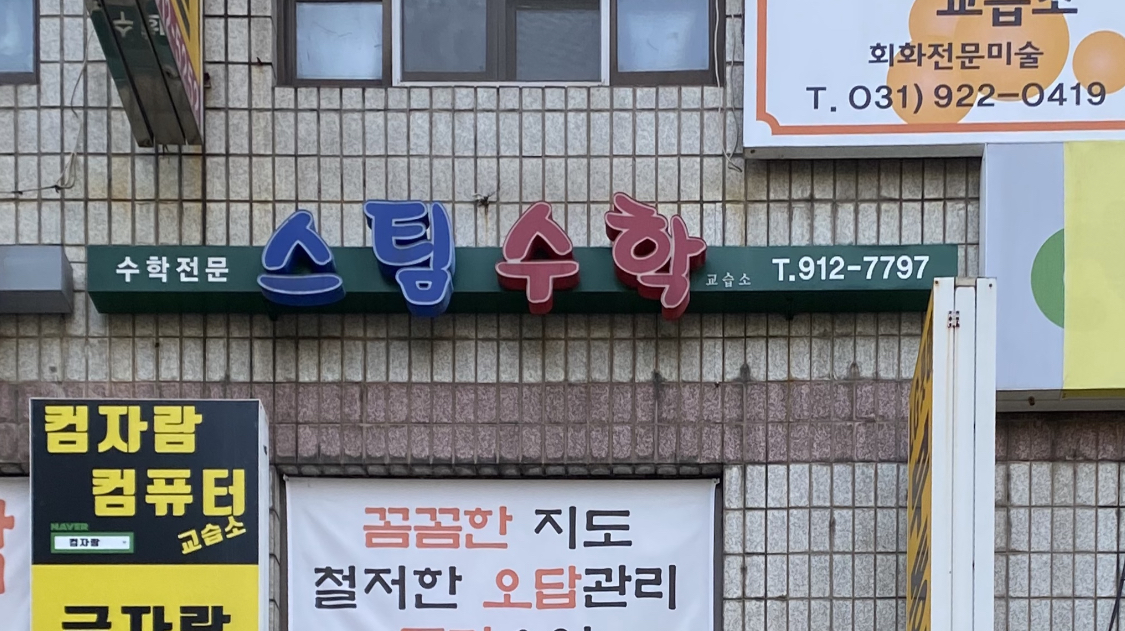 교습소
회화전문미술
T. 031) 922-0419
수학전문 스팀수학 교습소 T.912-7797
컴자람
컴퓨터
교습소
NAVER
컴자람
꼼꼼한 지도
철저한 오답관리